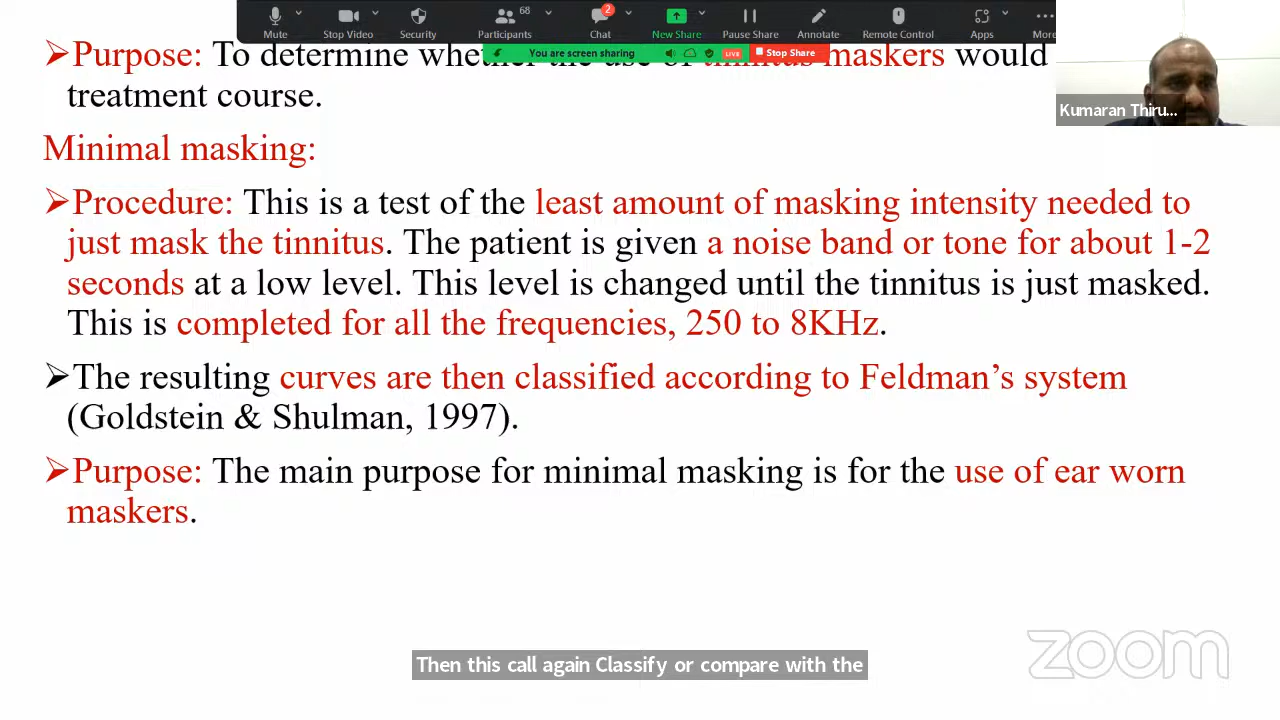 68
2
Mute
Stop Video
Security
Participants
Chat
New Share
Pause Share
Annotate
Remote Control
Apps
More
You are screen sharing
LIVE
Stop Share
Kumaran Thiru...
➢Purpose: To determine whether the use of tinnitus maskers would
treatment course.
Minimal masking:
➢Procedure: This is a test of the least amount of masking intensity needed to
just mask the tinnitus. The patient is given a noise band or tone for about 1-2
seconds at a low level. This level is changed until the tinnitus is just masked.
This is completed for all the frequencies, 250 to 8KHz.
➢The resulting curves are then classified according to Feldman’s system
(Goldstein & Shulman, 1997).
➢Purpose: The main purpose for minimal masking is for the use of ear worn
maskers.
zoom
Then this call again Classify or compare with the